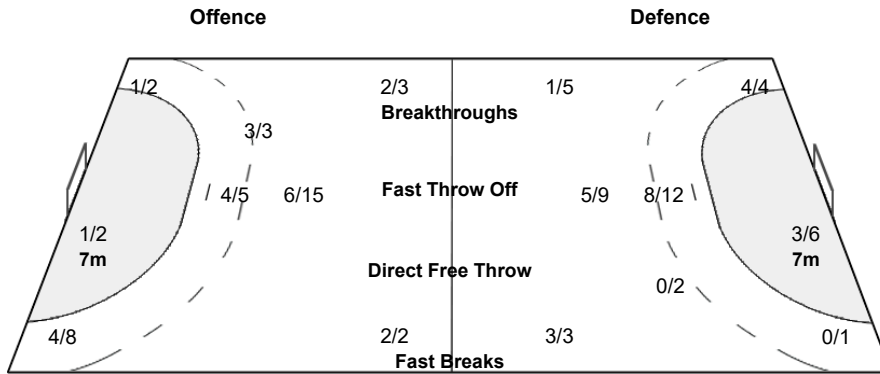 Offence Defence
1/2 2/3 1/5 4/4
Breakthroughs
3/3
4/5 6/15 Fast Throw Off 5/9 8/12
1/2 3/6
7m 7m
Direct Free Throw
0/2
4/8 2/2 3/3 0/1
Fast Breaks